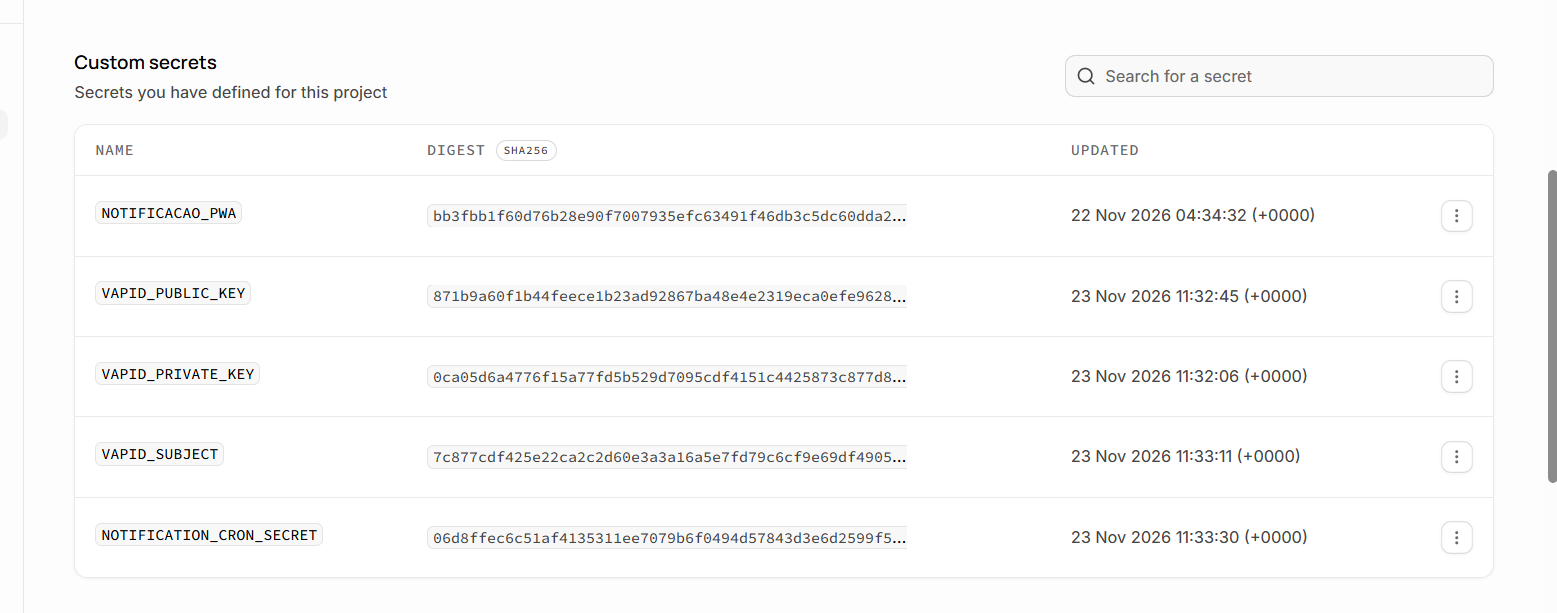 Custom secrets
Secrets you have defined for this project
Search for a secret
NAME DIGEST SHA256 UPDATED
NOTIFICACAO_PWA bb3fbb1f60d76b28e90f7007935efc63491f46db3c5dc60dda2... 22 Nov 2026 04:34:32 (+0000)
VAPID_PUBLIC_KEY 871b9a60f1b44feece1b23ad92867ba48e4e2319eca0efe9628... 23 Nov 2026 11:32:45 (+0000)
VAPID_PRIVATE_KEY 0ca05d6a4776f15a77fd5b529d7095cdf4151c4425873c877d8... 23 Nov 2026 11:32:06 (+0000)
VAPID_SUBJECT 7c877cdf425e22ca2c2d60e3a3a16a5e7fd79c6cf9e69df4905... 23 Nov 2026 11:33:11 (+0000)
NOTIFICATION_CRON_SECRET 06d8ffec6c51af4135311ee7079b6f0494d57843d3e6d2599f5... 23 Nov 2026 11:33:30 (+0000)